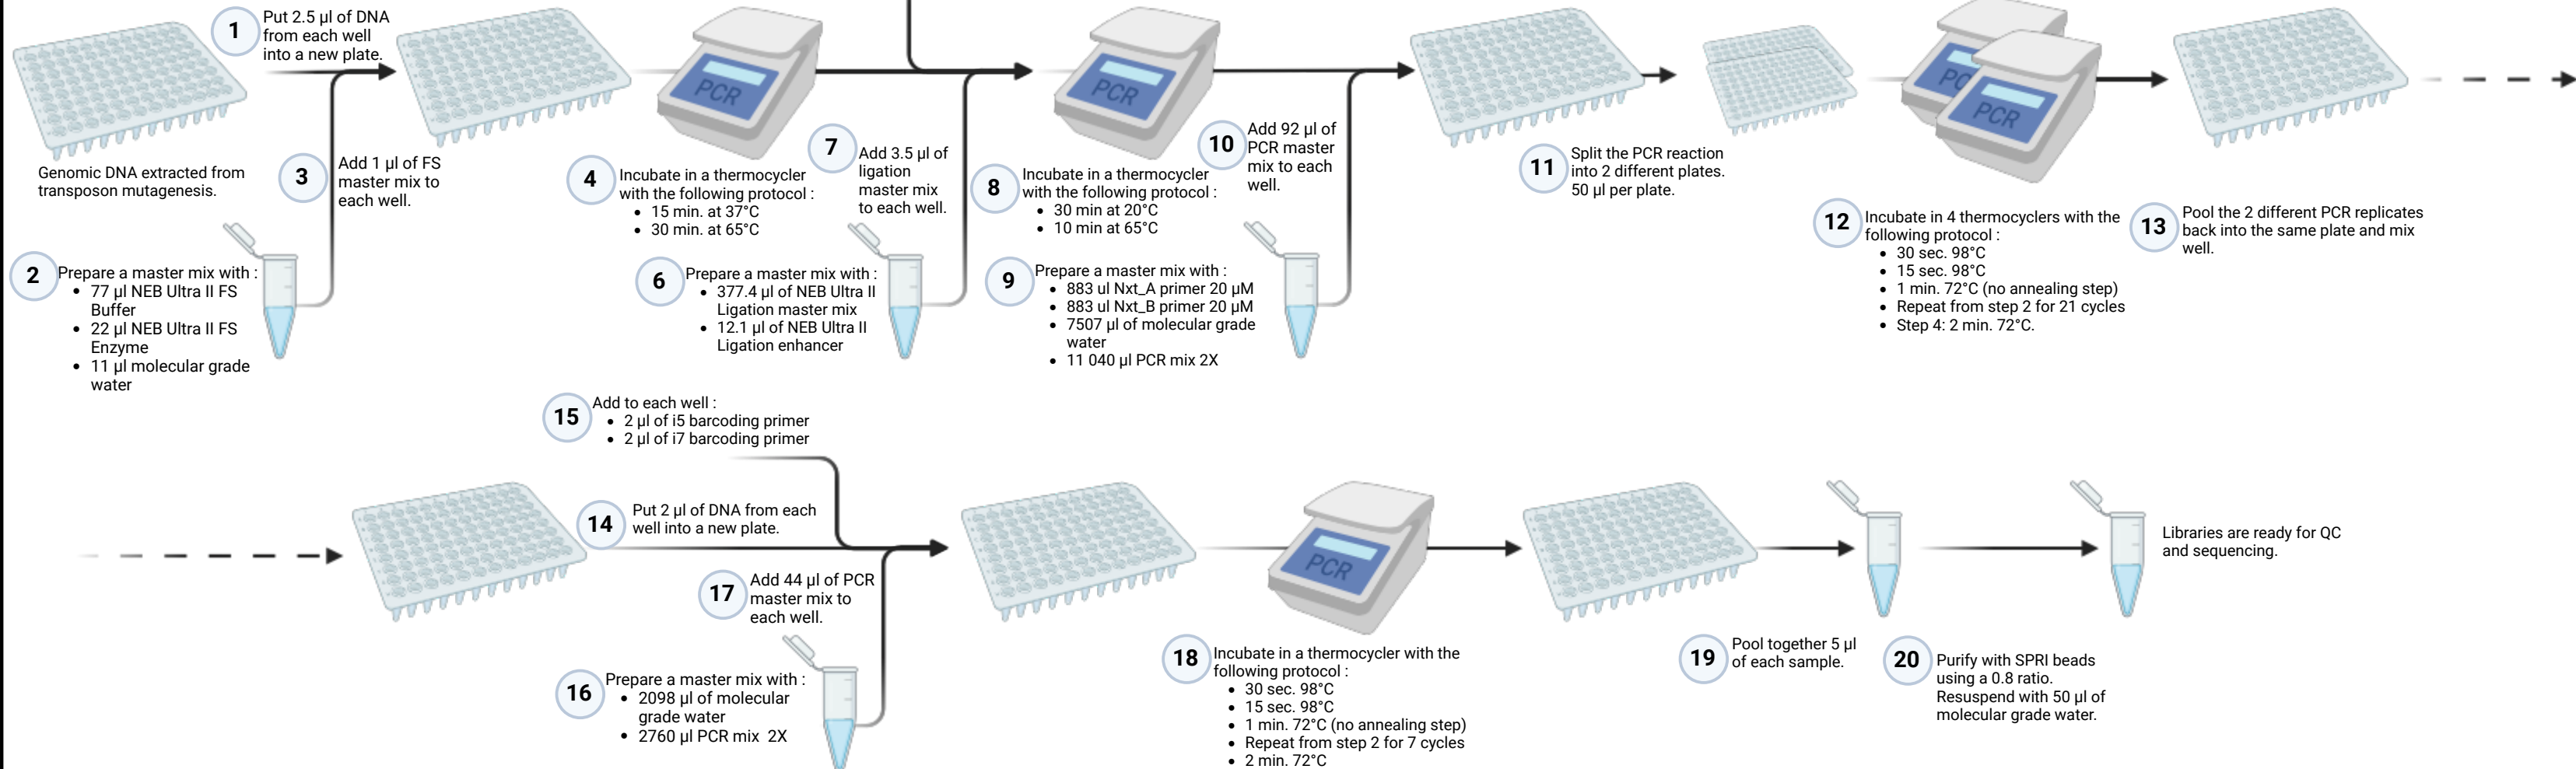 1
Put 2.5 µl of DNA
from each well
into a new plate.
Genomic DNA extracted from
transposon mutagenesis.
2
Prepare a master mix with :
• 77 µl NEB Ultra II FS
Buffer
• 22 µl NEB Ultra II FS
Enzyme
• 11 µl molecular grade
water
3
Add 1 µl of FS
master mix to
each well.
PCR
4
Incubate in a thermocycler
with the following protocol :
• 15 min. at 37°C
• 30 min. at 65°C
6
Prepare a master mix with :
• 377.4 µl of NEB Ultra II
Ligation master mix
• 12.1 µl of NEB Ultra II
Ligation enhancer
7
Add 3.5 µl of
ligation
master mix
to each well.
PCR
8
Incubate in a thermocycler
with the following protocol :
• 30 min at 20°C
• 10 min at 65°C
9
Prepare a master mix with :
• 883 ul Nxt_A primer 20 µM
• 883 ul Nxt_B primer 20 µM
• 7507 µl of molecular grade
water
• 11 040 µl PCR mix 2X
10
Add 92 µl of
PCR master
mix to each
well.
11
Split the PCR reaction
into 2 different plates.
50 µl per plate.
PC
PCR
12
Incubate in 4 thermocyclers with the
following protocol :
• 30 sec. 98°C
• 15 sec. 98°C
• 1 min. 72°C (no annealing step)
• Repeat from step 2 for 21 cycles
• Step 4: 2 min. 72°C.
13
Pool the 2 different PCR replicates
back into the same plate and mix
well.
14
Put 2 µl of DNA from each
well into a new plate.
15
Add to each well :
• 2 µl of i5 barcoding primer
• 2 µl of i7 barcoding primer
16
Prepare a master mix with :
• 2098 µl of molecular
grade water
• 2760 µl PCR mix 2X
17
Add 44 µl of PCR
master mix to
each well.
PCR
18
Incubate in a thermocycler with the
following protocol :
• 30 sec. 98°C
• 15 sec. 98°C
• 1 min. 72°C (no annealing step)
• Repeat from step 2 for 7 cycles
• 2 min. 72°C
19
Pool together 5 µl
of each sample.
20
Purify with SPRI beads
using a 0.8 ratio.
Resuspend with 50 µl of
molecular grade water.
Libraries are ready for QC
and sequencing.